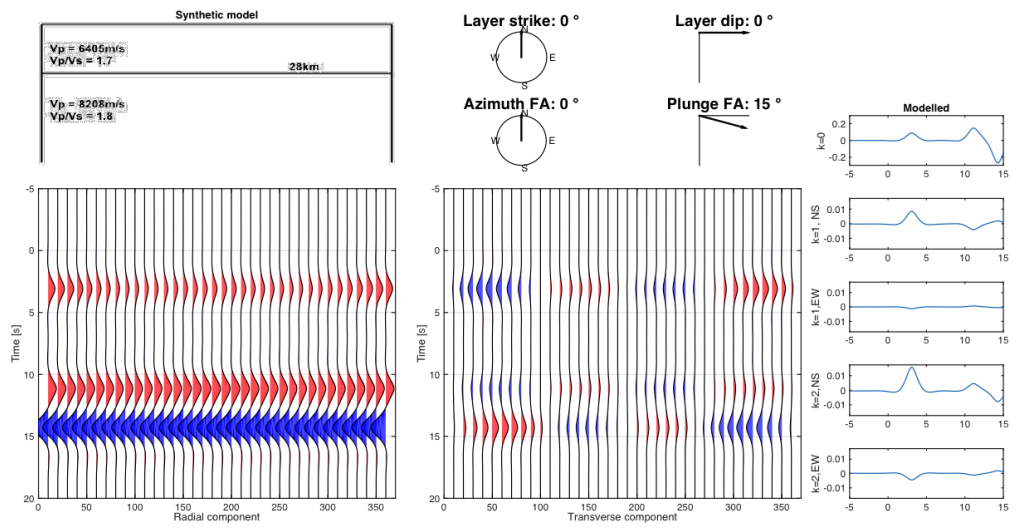 Synthetic model
Vp = 6405m/s
Vp/Vs = 1.7
28km
Vp = 8208m/s
Vp/Vs = 1.8
Layer strike: 0 °
N
W
E
S
Layer dip: 0 °
Azimuth FA: 0 °
N
W
E
S
Plunge FA: 15 °
-5
0
5
10
15
20
Time [s]
0 50 100 150 200 250 300 350
Radial component
-5
0
5
10
15
20
Time [s]
0 50 100 150 200 250 300 350
Transverse component
Modelled
k=0
0.2
0
-0.2
-5 0 5 10 15
k=1, NS
0.01
0
-0.01
-5 0 5 10 15
k=1,EW
0.01
0
-0.01
-5 0 5 10 15
k=2,NS
0.01
0
-0.01
-5 0 5 10 15
k=2,EW
0.01
0
-0.01
-5 0 5 10 15